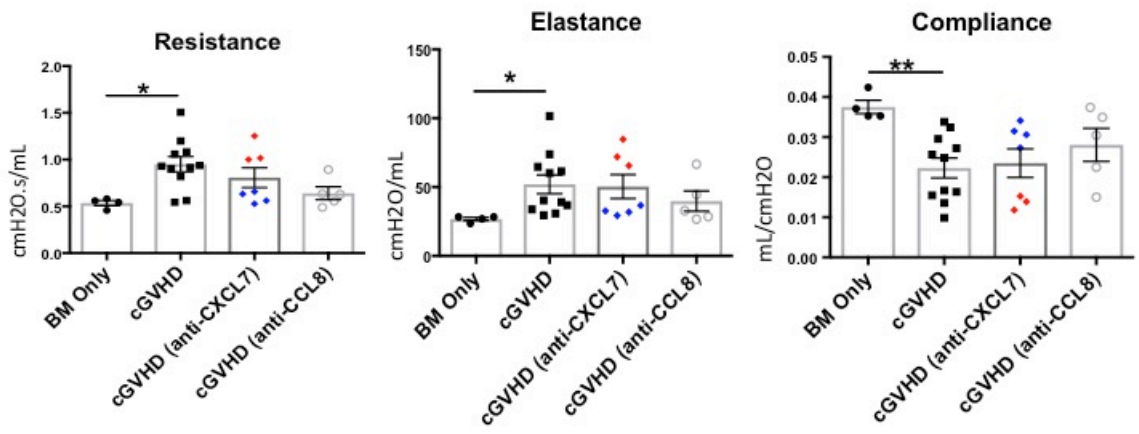 Resistance
*
cmH2O.s/mL
2.0
1.5
1.0
0.5
0.0
BM Only
cGVHD
cGVHD (anti-CXCL7)
cGVHD (anti-CCL8)
Elastance
*
cmH2O/mL
150
100
50
0
BM Only
cGVHD
cGVHD (anti-CXCL7)
cGVHD (anti-CCL8)
Compliance
**
mL/cmH2O
0.05
0.04
0.03
0.02
0.01
0.00
BM Only
cGVHD
cGVHD (anti-CXCL7)
cGVHD (anti-CCL8)